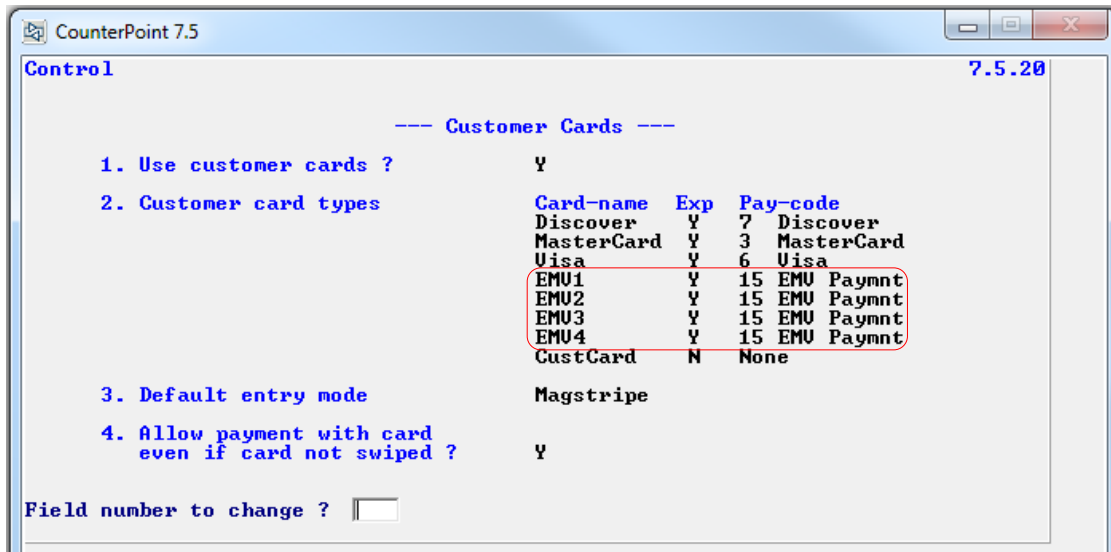 CounterPoint 7.5
Control 7.5.20
--- Customer Cards ---
1. Use customer cards ? Y
2. Customer card types Card-name Exp Pay-code
Discover Y 7 Discover
MasterCard Y 3 MasterCard
Visa Y 6 Visa
EMV1 Y 15 EMV Paymnt
EMV2 Y 15 EMV Paymnt
EMV3 Y 15 EMV Paymnt
EMV4 Y 15 EMV Paymnt
CustCard N None
3. Default entry mode Magstripe
4. Allow payment with card
even if card not swiped ? Y
Field number to change ?